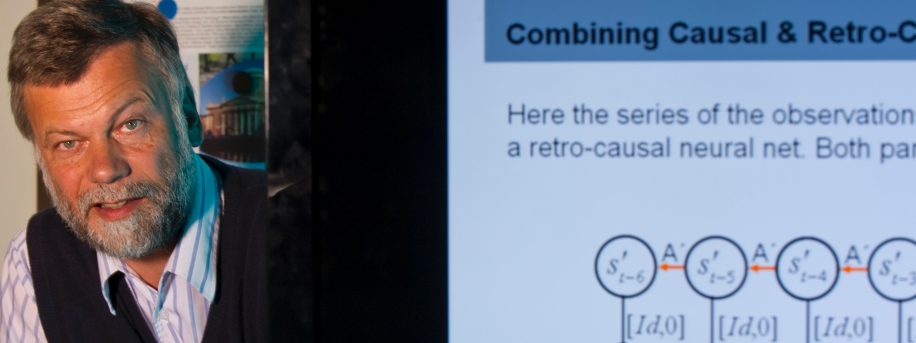 Combining Causal & Retro-C
Here the series of the observation
a retro-causal neural net. Both par
s′t−6 A′ s′t−5 A′ s′t−4 A′ s′t−3
[Id,0] [Id,0] [Id,0] [